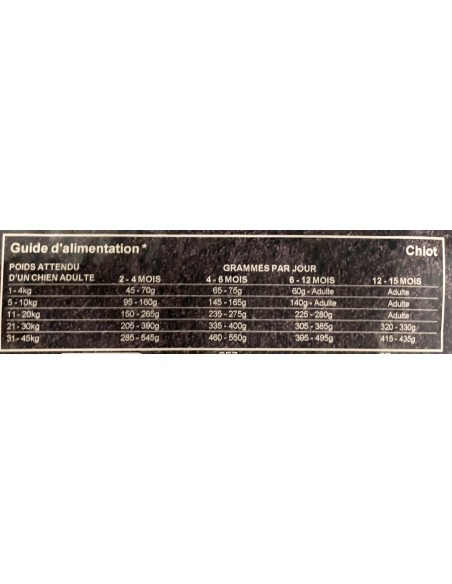 Guide d'alimentation * Chiot
POIDS ATTENDU GRAMMES PAR JOUR
D'UN CHIEN ADULTE 2 - 4 MOIS 4 - 6 MOIS 6 - 12 MOIS 12 - 15 MOIS
1 - 4kg 45 - 70g 65 - 75g 60g - Adulte Adulte
5 - 10kg 95 - 160g 145 - 165g 140g - Adulte Adulte
11 - 20kg 150 - 265g 235 - 275g 225 - 280g Adulte
21 - 30kg 205 - 390g 335 - 400g 305 - 385g 320 - 330g
31 - 45kg 285 - 545g 460 - 550g 395 - 495g 415 - 435g